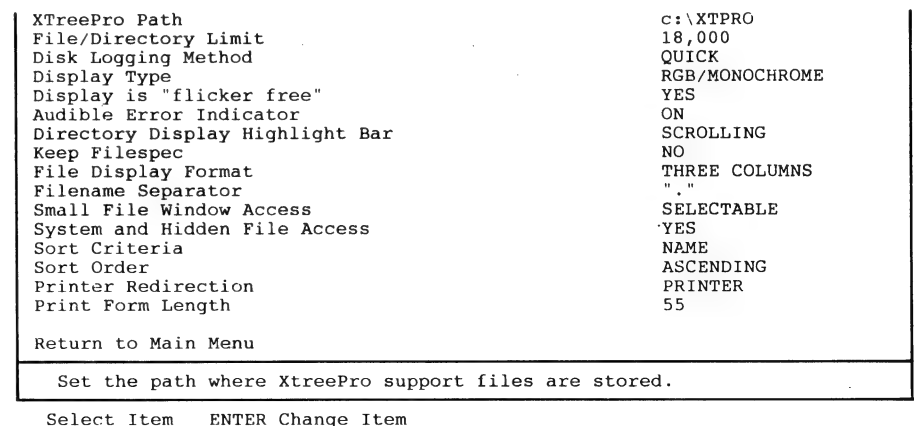 XTreePro Path c:\XTPRO
File/Directory Limit 18,000
Disk Logging Method QUICK
Display Type RGB/MONOCHROME
Display is "flicker free" YES
Audible Error Indicator ON
Directory Display Highlight Bar SCROLLING
Keep Filespec NO
File Display Format THREE COLUMNS
Filename Separator "."
Small File Window Access SELECTABLE
System and Hidden File Access YES
Sort Criteria NAME
Sort Order ASCENDING
Printer Redirection PRINTER
Print Form Length 55
Return to Main Menu
Set the path where XtreePro support files are stored.
Select Item ENTER Change Item